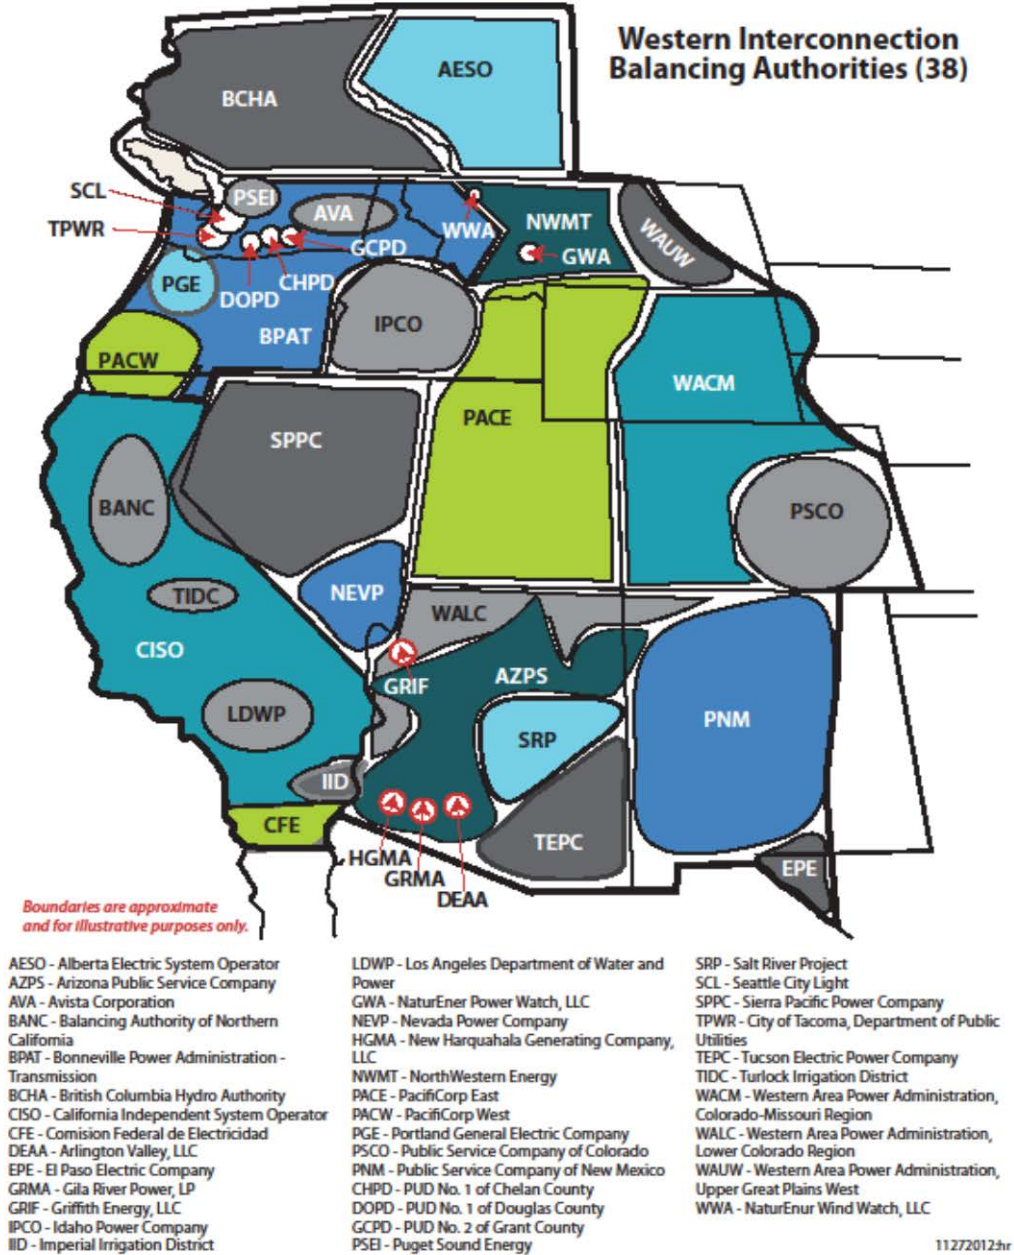 Western Interconnection
Balancing Authorities (38)
AESO
BCHA
SCL
PSEI
AVA
TPWR
WWA
NWMT
WAUW
GCPD
GWA
PGE
CHPD
DOPD
BPAT
IPCO
PACW
WACM
PACE
SPPC
BANC
PSCO
NEVP
TIDC
WALC
CISO
AZPS
GRIF
LDWP
PNM
SRP
IID
CFE
TEPC
HGMA
EPE
GRMA
DEAA
Boundaries are approximate
and for illustrative purposes only.
AESO - Alberta Electric System Operator
AZPS - Arizona Public Service Company
AVA - Avista Corporation
BANC - Balancing Authority of Northern
California
BPAT - Bonneville Power Administration -
Transmission
BCHA - British Columbia Hydro Authority
CISO - California Independent System Operator
CFE - Comision Federal de Electricidad
DEAA - Arlington Valley, LLC
EPE - El Paso Electric Company
GRMA - Gila River Power, LP
GRIF - Griffith Energy, LLC
IPCO - Idaho Power Company
IID - Imperial Irrigation District
LDWP - Los Angeles Department of Water and
Power
GWA - NaturEner Power Watch, LLC
NEVP - Nevada Power Company
HGMA - New Harquahala Generating Company,
LLC
NWMT - NorthWestern Energy
PACE - PacifiCorp East
PACW - PacifiCorp West
PGE - Portland General Electric Company
PSCO - Public Service Company of Colorado
PNM - Public Service Company of New Mexico
CHPD - PUD No. 1 of Chelan County
DOPD - PUD No. 1 of Douglas County
GCPD - PUD No. 2 of Grant County
PSEI - Puget Sound Energy
SRP - Salt River Project
SCL - Seattle City Light
SPPC - Sierra Pacific Power Company
TPWR - City of Tacoma, Department of Public
Utilities
TEPC - Tucson Electric Power Company
TIDC - Turlock Irrigation District
WACM - Western Area Power Administration,
Colorado-Missouri Region
WALC - Western Area Power Administration,
Lower Colorado Region
WAUW - Western Area Power Administration,
Upper Great Plains West
WWA - NaturEnur Wind Watch, LLC
11272012:hr